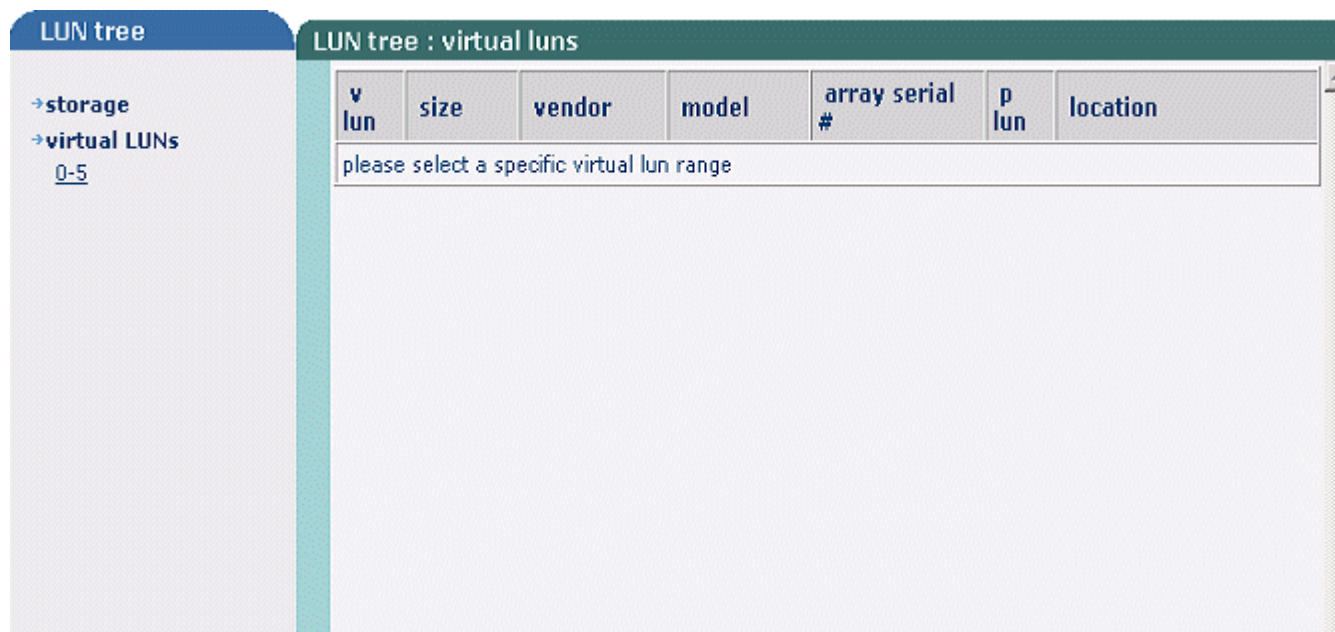 LUN tree
storage
virtual LUNs
0-5
LUN tree : virtual luns
v lun size vendor model array serial # p lun location
please select a specific virtual lun range